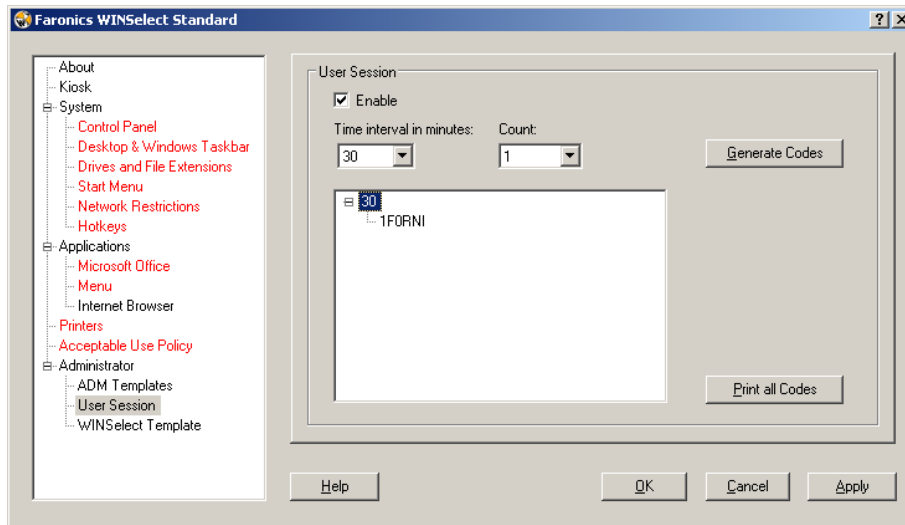 Faronics WINSelect Standard
About
Kiosk
System
Control Panel
Desktop & Windows Taskbar
Drives and File Extensions
Start Menu
Network Restrictions
Hotkeys
Applications
Microsoft Office
Menu
Internet Browser
Printers
Acceptable Use Policy
Administrator
ADM Templates
User Session
WINSelect Template
User Session
Enable
Time interval in minutes: Count:
30 1 Generate Codes
30
1F0RNI
Print all Codes
Help OK Cancel Apply